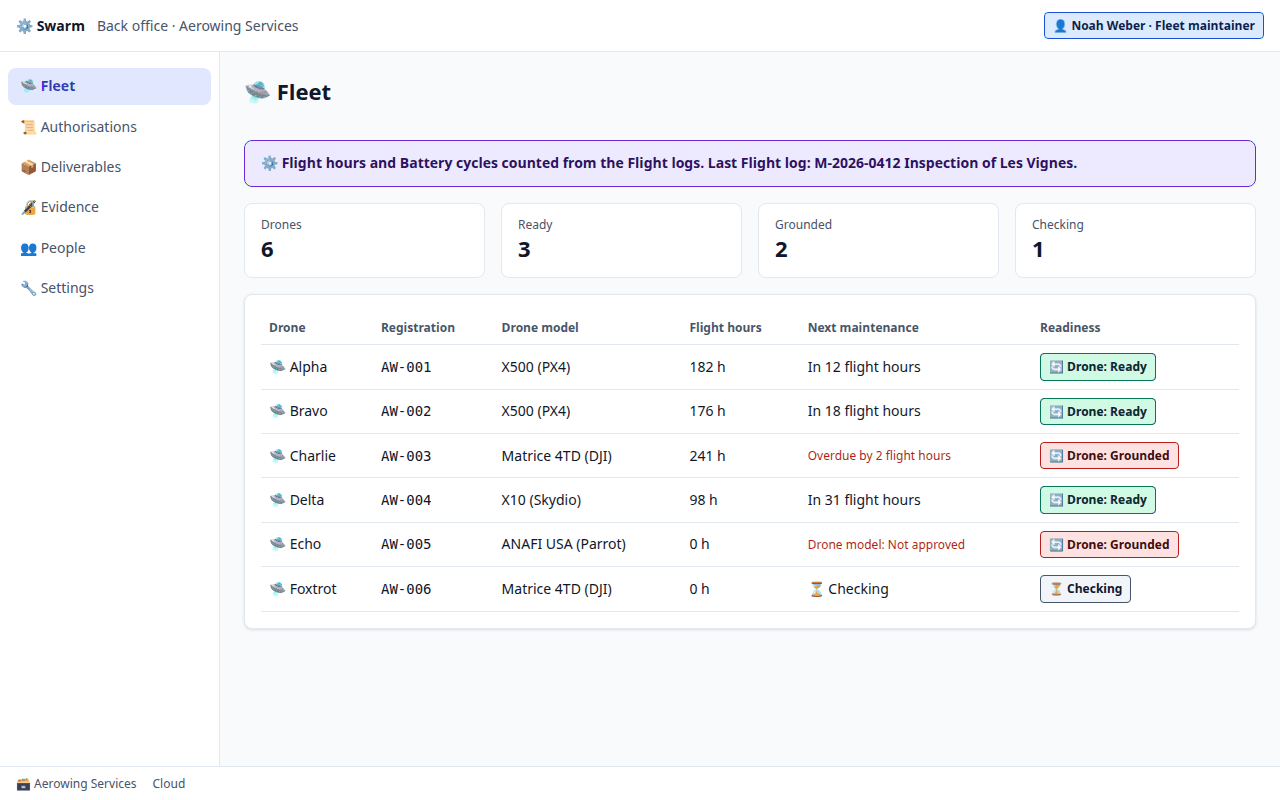 ⚙️ Swarm Back office · Aerowing Services
👤 Noah Weber · Fleet maintainer
🛸 Fleet
📜 Authorisations
📦 Deliverables
🔏 Evidence
👥 People
🔧 Settings
🛸 Fleet
⚙️ Flight hours and Battery cycles counted from the Flight logs. Last Flight log: M-2026-0412 Inspection of Les Vignes.
Drones Ready Grounded Checking
6 3 2 1
Drone Registration Drone model Flight hours Next maintenance Readiness
🛸 Alpha AW-001 X500 (PX4) 182 h In 12 flight hours 🔄 Drone: Ready
🛸 Bravo AW-002 X500 (PX4) 176 h In 18 flight hours 🔄 Drone: Ready
🛸 Charlie AW-003 Matrice 4TD (DJI) 241 h Overdue by 2 flight hours 🔄 Drone: Grounded
🛸 Delta AW-004 X10 (Skydio) 98 h In 31 flight hours 🔄 Drone: Ready
🛸 Echo AW-005 ANAFI USA (Parrot) 0 h Drone model: Not approved 🔄 Drone: Grounded
🛸 Foxtrot AW-006 Matrice 4TD (DJI) 0 h ⏳ Checking ⏳ Checking
🗃️ Aerowing Services Cloud